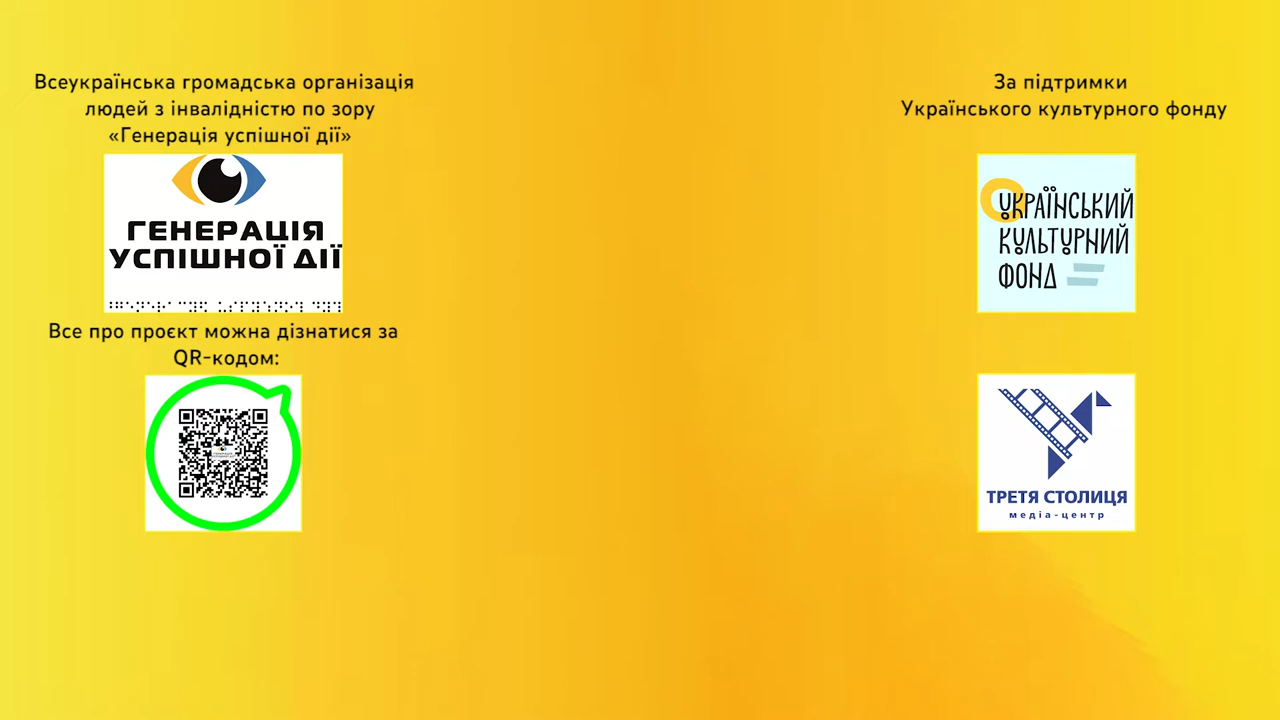 Всеукраїнська громадська організація
людей з інвалідністю по зору
«Генерація успішної дії»
ГЕНЕРАЦІЯ
УСПІШНОЇ ДІЇ
Все про проєкт можна дізнатися за
QR-кодом:
За підтримки
Українського культурного фонду
УКРАЇНСЬКИЙ
КУЛЬТУРНИЙ
ФОНД
ТРЕТЯ СТОЛИЦЯ
медіа-центр